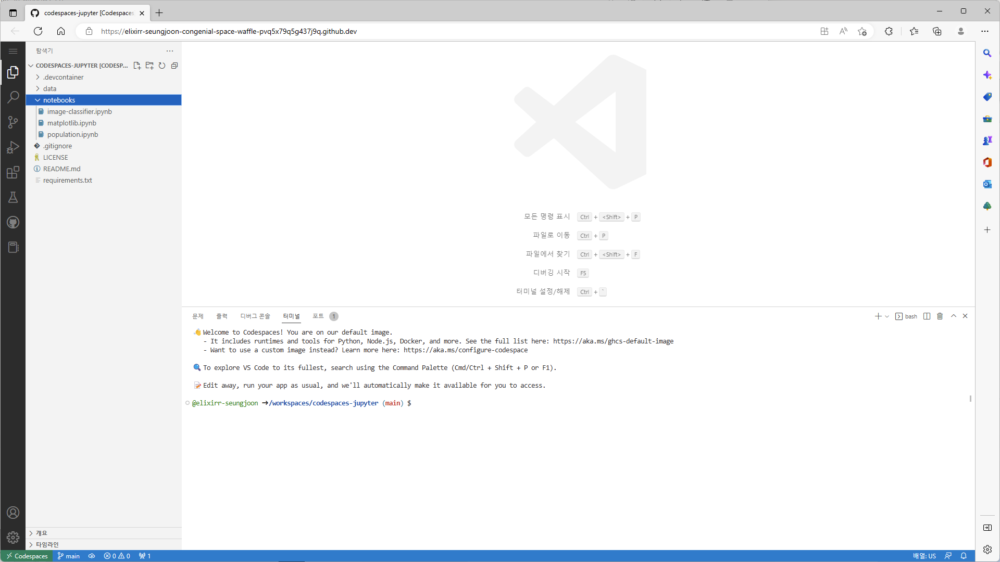 codespaces-jupyter [Codespaces
https://elixirr-seungjoon-congenial-space-waffle-pvq5x79q5g437j9q.github.dev
탐색기
CODESPACES-JUPYTER [CODESP...
.devcontainer
data
notebooks
image-classifier.ipynb
matplotlib.ipynb
population.ipynb
.gitignore
LICENSE
README.md
requirements.txt
모든 명령 표시 Ctrl + <Shift> + P
파일로 이동 Ctrl + P
파일에서 찾기 Ctrl + <Shift> + F
디버깅 시작 F5
터미널 설정/해제 Ctrl + `
문제 출력 디버그 콘솔 터미널 포트 1
bash
👋 Welcome to Codespaces! You are on our default image.
- It includes runtimes and tools for Python, Node.js, Docker, and more. See the full list here: https://aka.ms/ghcs-default-image
- Want to use a custom image instead? Learn more here: https://aka.ms/configure-codespace
🔍 To explore VS Code to its fullest, search using the Command Palette (Cmd/Ctrl + Shift + P or F1).
📝 Edit away, run your app as usual, and we'll automatically make it available for you to access.
@elixirr-seungjoon ➜/workspaces/codespaces-jupyter (main) $
개요
타임라인
Codespaces main 0 0 1
배열: US